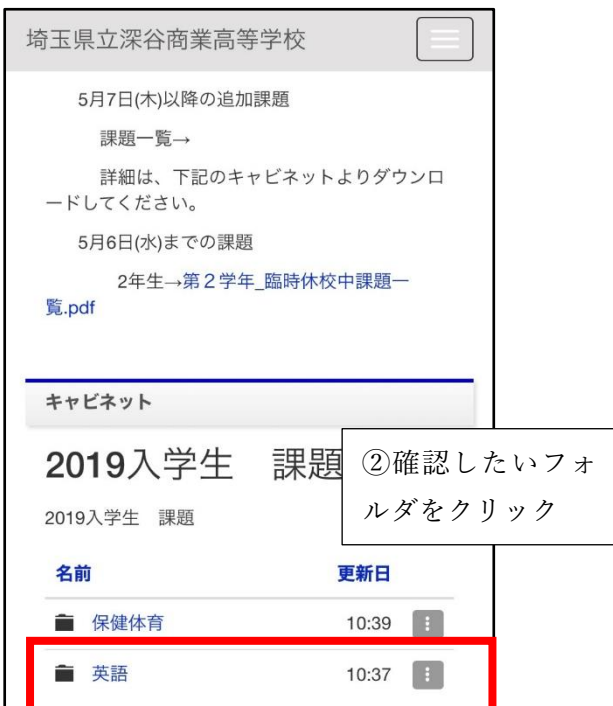 埼玉県立深谷商業高等学校
5月7日(木)以降の追加課題
課題一覧→
詳細は、下記のキャビネットよりダウンロ
ードしてください。
5月6日(水)までの課題
2年生→第２学年_臨時休校中課題一
覧.pdf
キャビネット
2019入学生　課題
②確認したいフォ
ルダをクリック
2019入学生　課題
名前　更新日
保健体育　10:39
英語　10:37